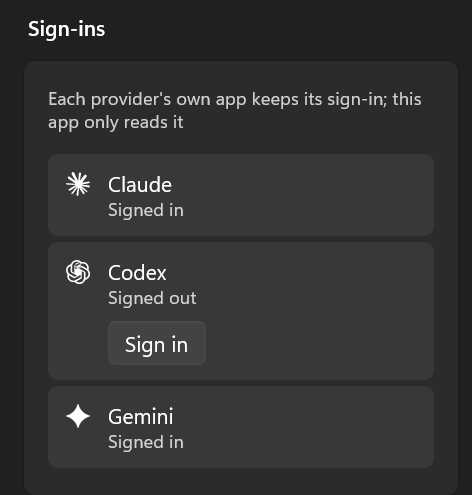 Sign-ins
Each provider's own app keeps its sign-in; this
app only reads it
Claude
Signed in
Codex
Signed out
Sign in
Gemini
Signed in